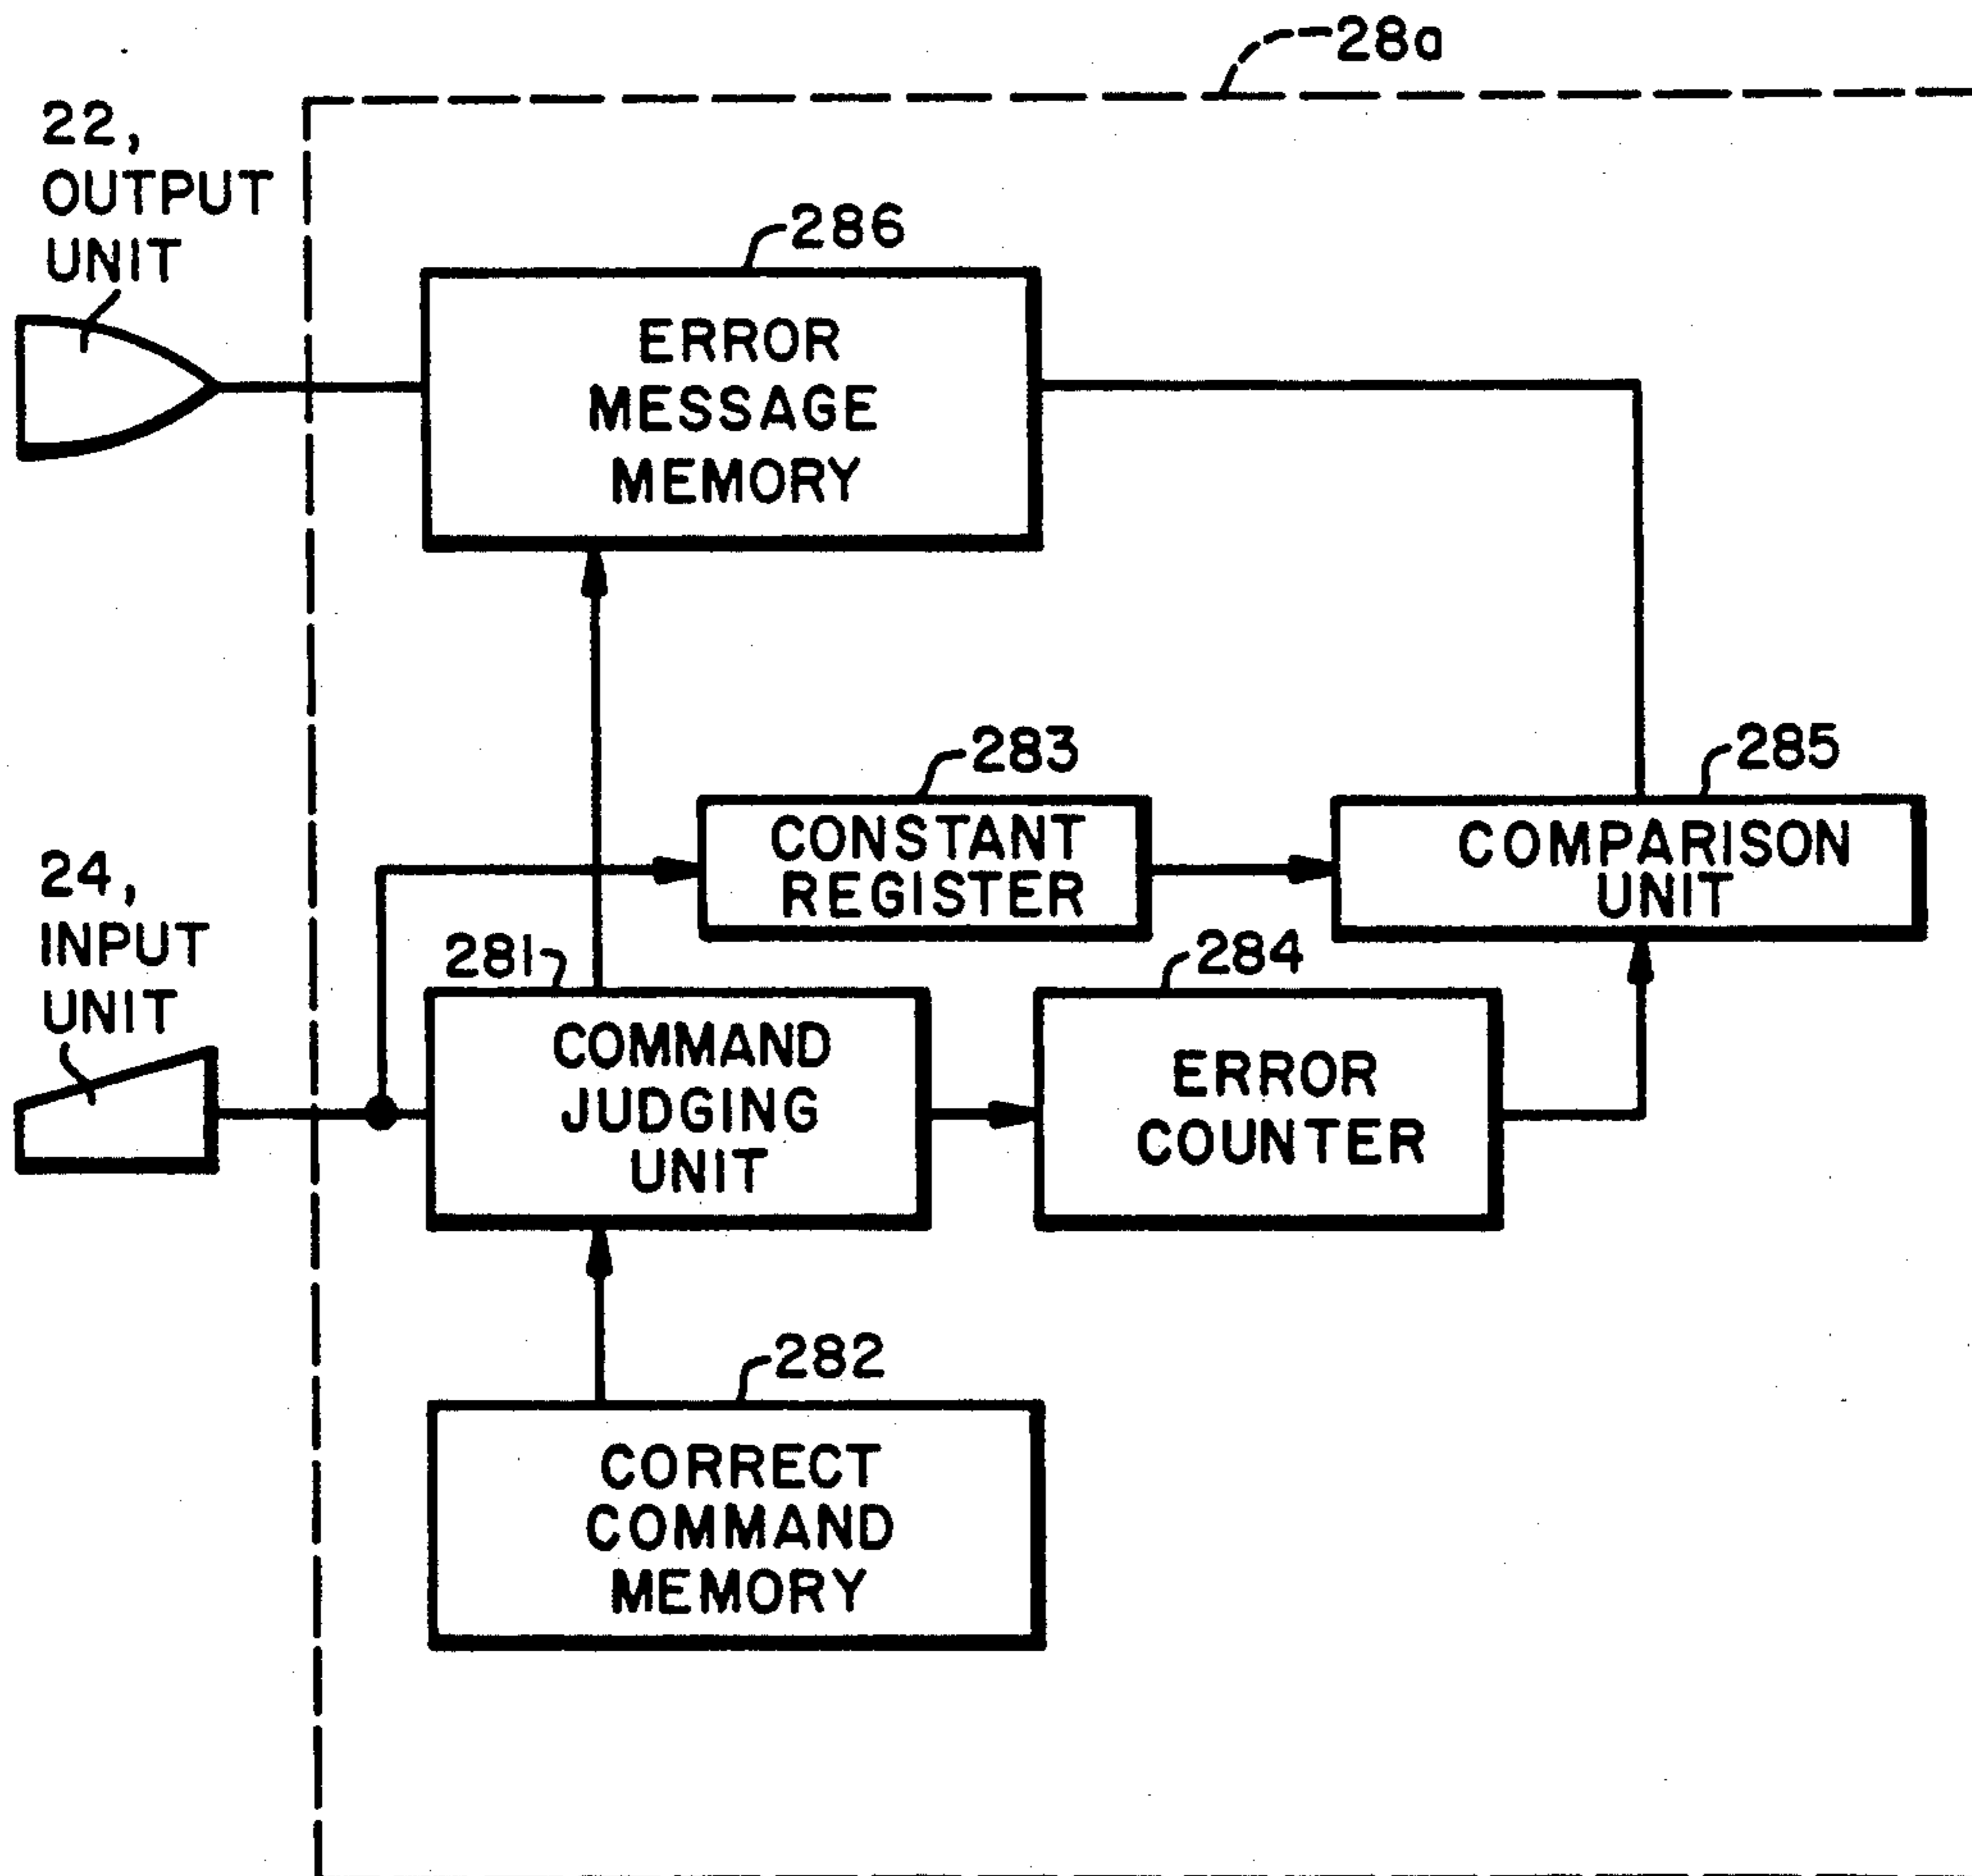 28a
22,
OUTPUT
UNIT
286
ERROR
MESSAGE
MEMORY
283
285
CONSTANT
REGISTER
COMPARISON
UNIT
24,
INPUT
UNIT
281
284
COMMAND
JUDGING
UNIT
ERROR
COUNTER
282
CORRECT
COMMAND
MEMORY